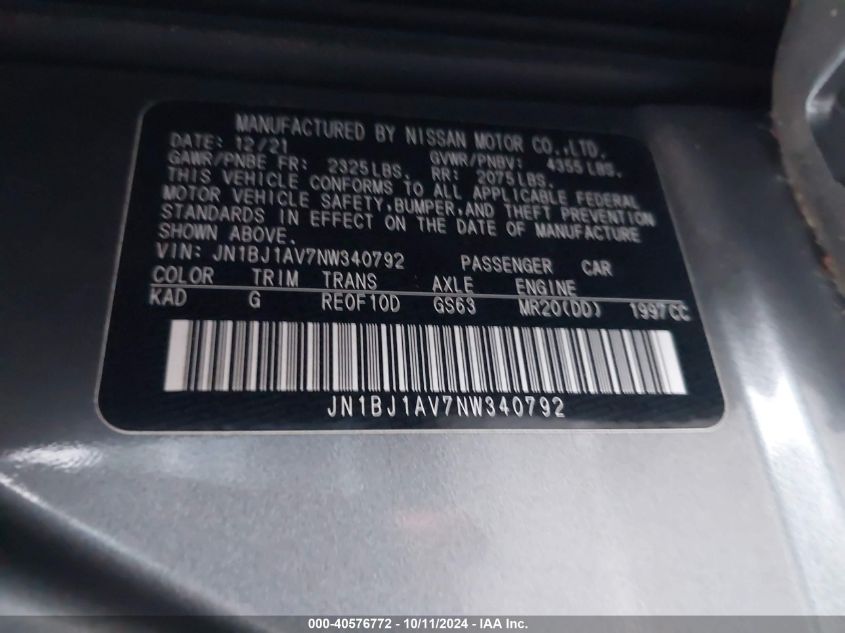 MANUFACTURED BY NISSAN MOTOR CO.,LTD.
DATE: 12/21
GAWR/PNBE FR: 2325LBS. GVWR/PNBV: 4355LBS.
RR: 2075LBS.
THIS VEHICLE CONFORMS TO ALL APPLICABLE FEDERAL
MOTOR VEHICLE SAFETY,BUMPER,AND THEFT PREVENTION
STANDARDS IN EFFECT ON THE DATE OF MANUFACTURE
SHOWN ABOVE.
VIN: JN1BJ1AV7NW340792 PASSENGER CAR
COLOR TRIM TRANS AXLE ENGINE
KAD G RE0F10D GS63 MR20(DD) 1997CC
JN1BJ1AV7NW340792
000-40576772 - 10/11/2024 - IAA Inc.